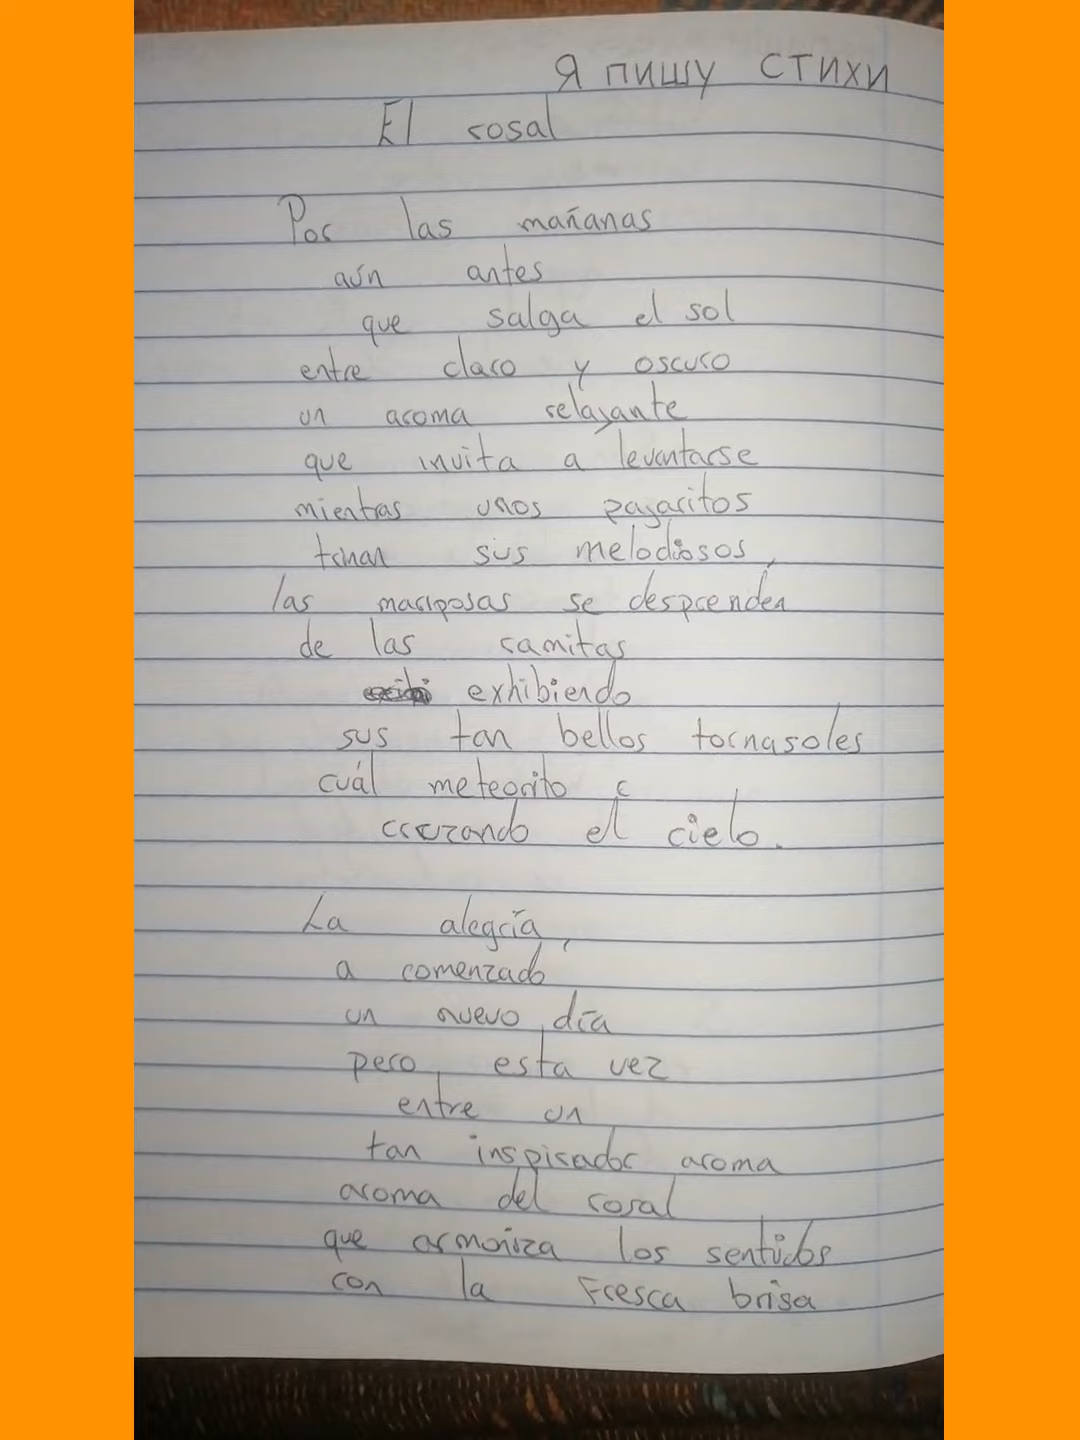 Я ПИШУ СТИХИ
El rosal
Por las mañanas
aún antes
que salga el sol
entre claro y oscuro
un aroma relajante
que invita a levantarse
mientras unos pajaritos
sus melodiosos,
las mariposas se desprenden
de las ramitas
exhibiendo
sus tan bellos tornasoles
cuál meteorito c
cruzando el cielo.
La alegría,
a comenzado
un nuevo día
pero esta vez
entre un
tan inspirador aroma
aroma del rosal
que armoniza los sentidos
con la Fresca brisa